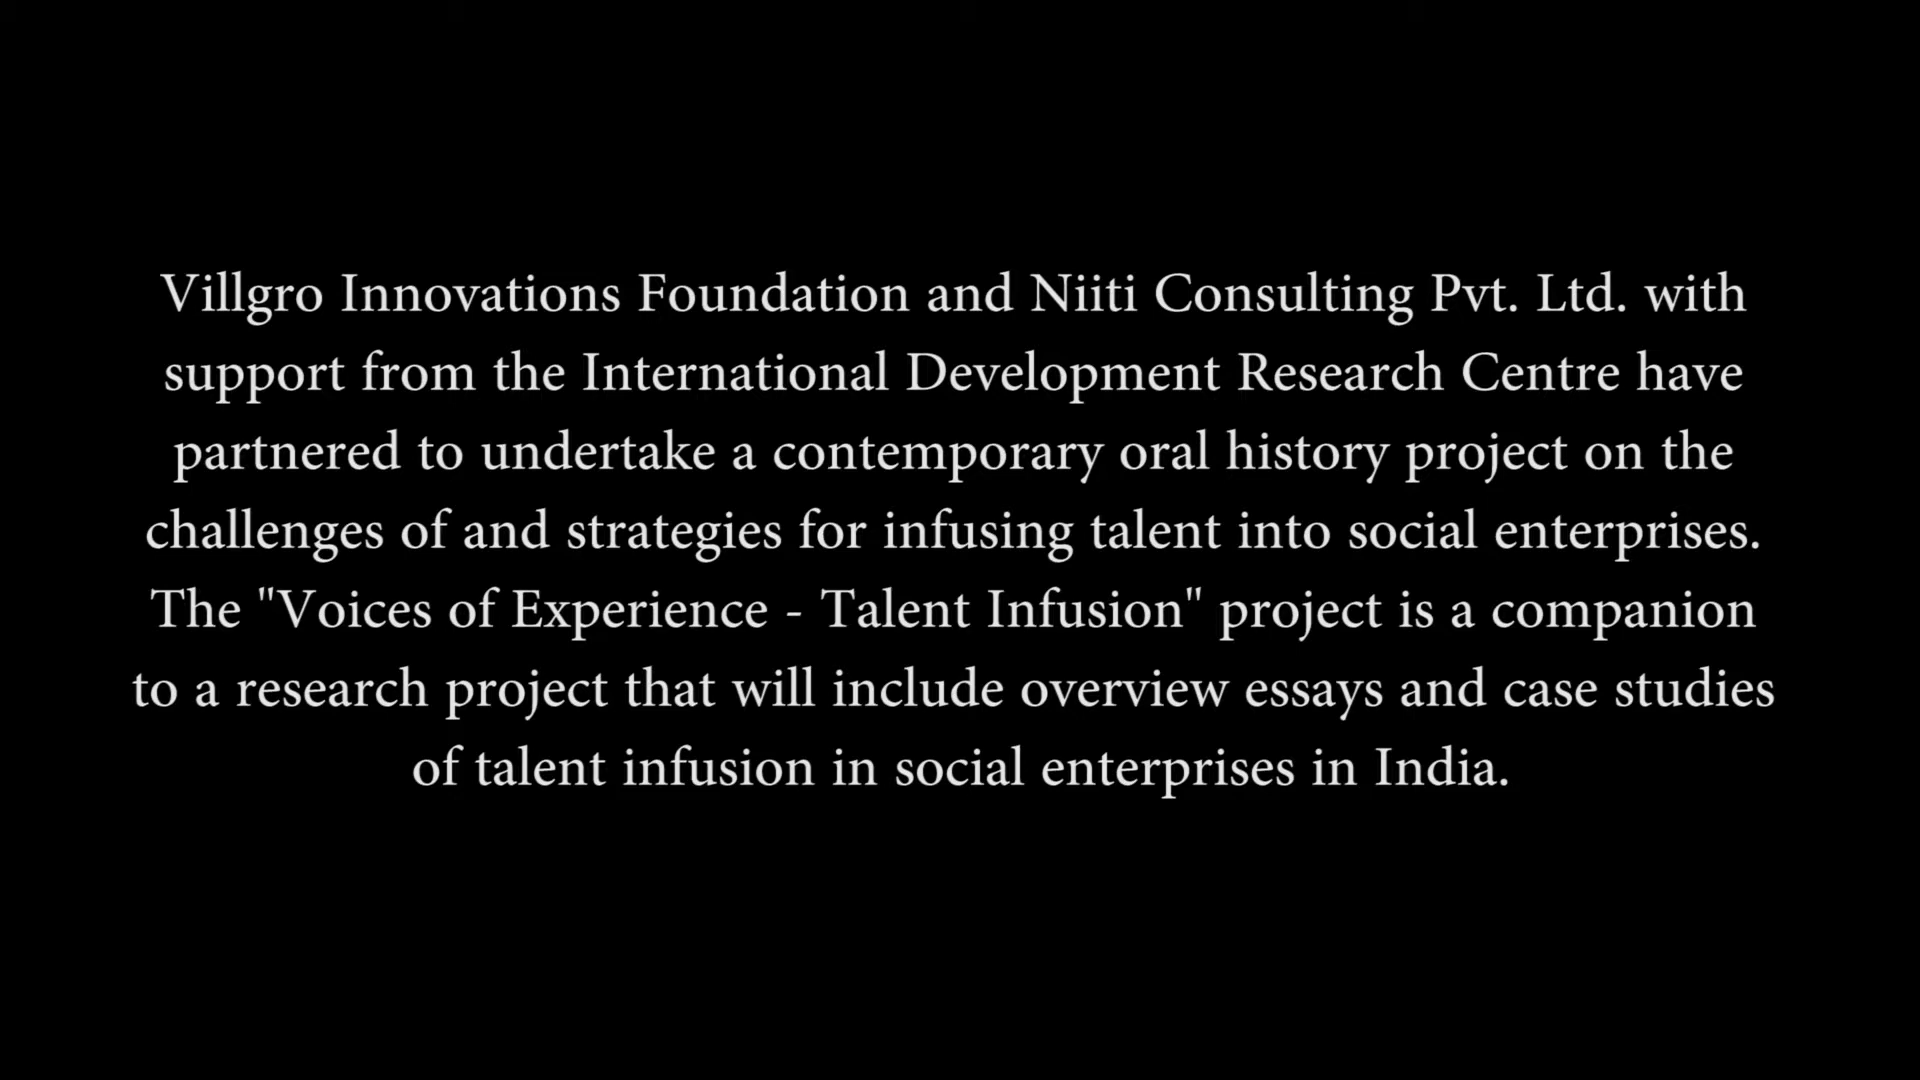 Villgro Innovations Foundation and Niiti Consulting Pvt. Ltd. with
support from the International Development Research Centre have
partnered to undertake a contemporary oral history project on the
challenges of and strategies for infusing talent into social enterprises.
The "Voices of Experience - Talent Infusion" project is a companion
to a research project that will include overview essays and case studies
of talent infusion in social enterprises in India.